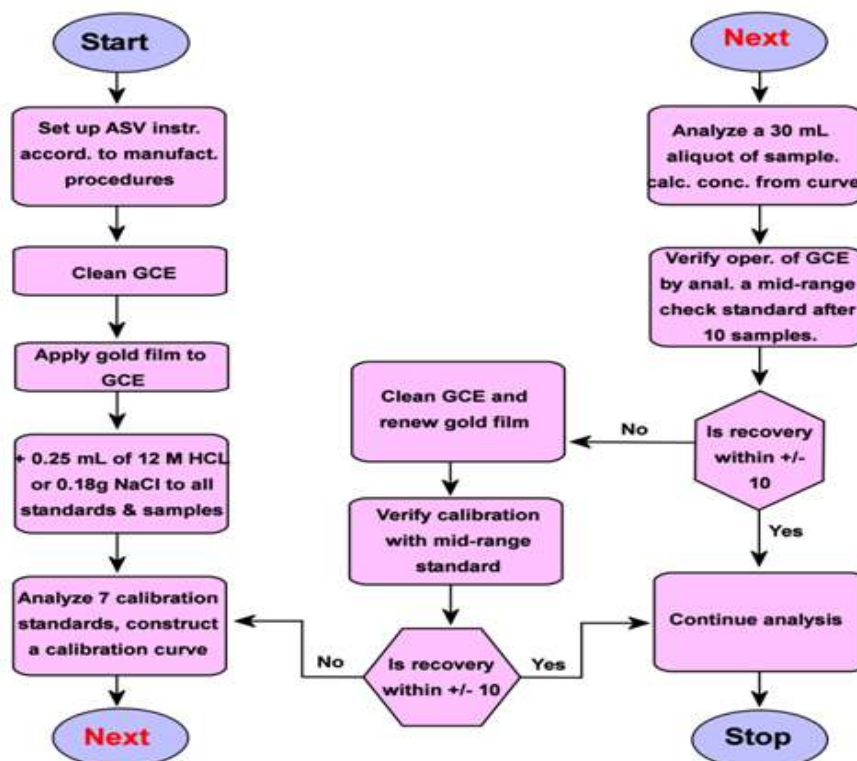 Start
Set up ASV instr.
accord. to manufact.
procedures
Clean GCE
Apply gold film to
GCE
+ 0.25 mL of 12 M HCL
or 0.18g NaCl to all
standards & samples
Analyze 7 calibration
standards, construct
a calibration curve
Next
Next
Analyze a 30 mL
aliquot of sample.
calc. conc. from curve
Verify oper. of GCE
by anal. a mid-range
check standard after
10 samples.
Is recovery
within +/-
10
No
Yes
Clean GCE and
renew gold film
Verify calibration
with mid-range
standard
Is recovery
within +/- 10
No
Yes
Continue analysis
Stop